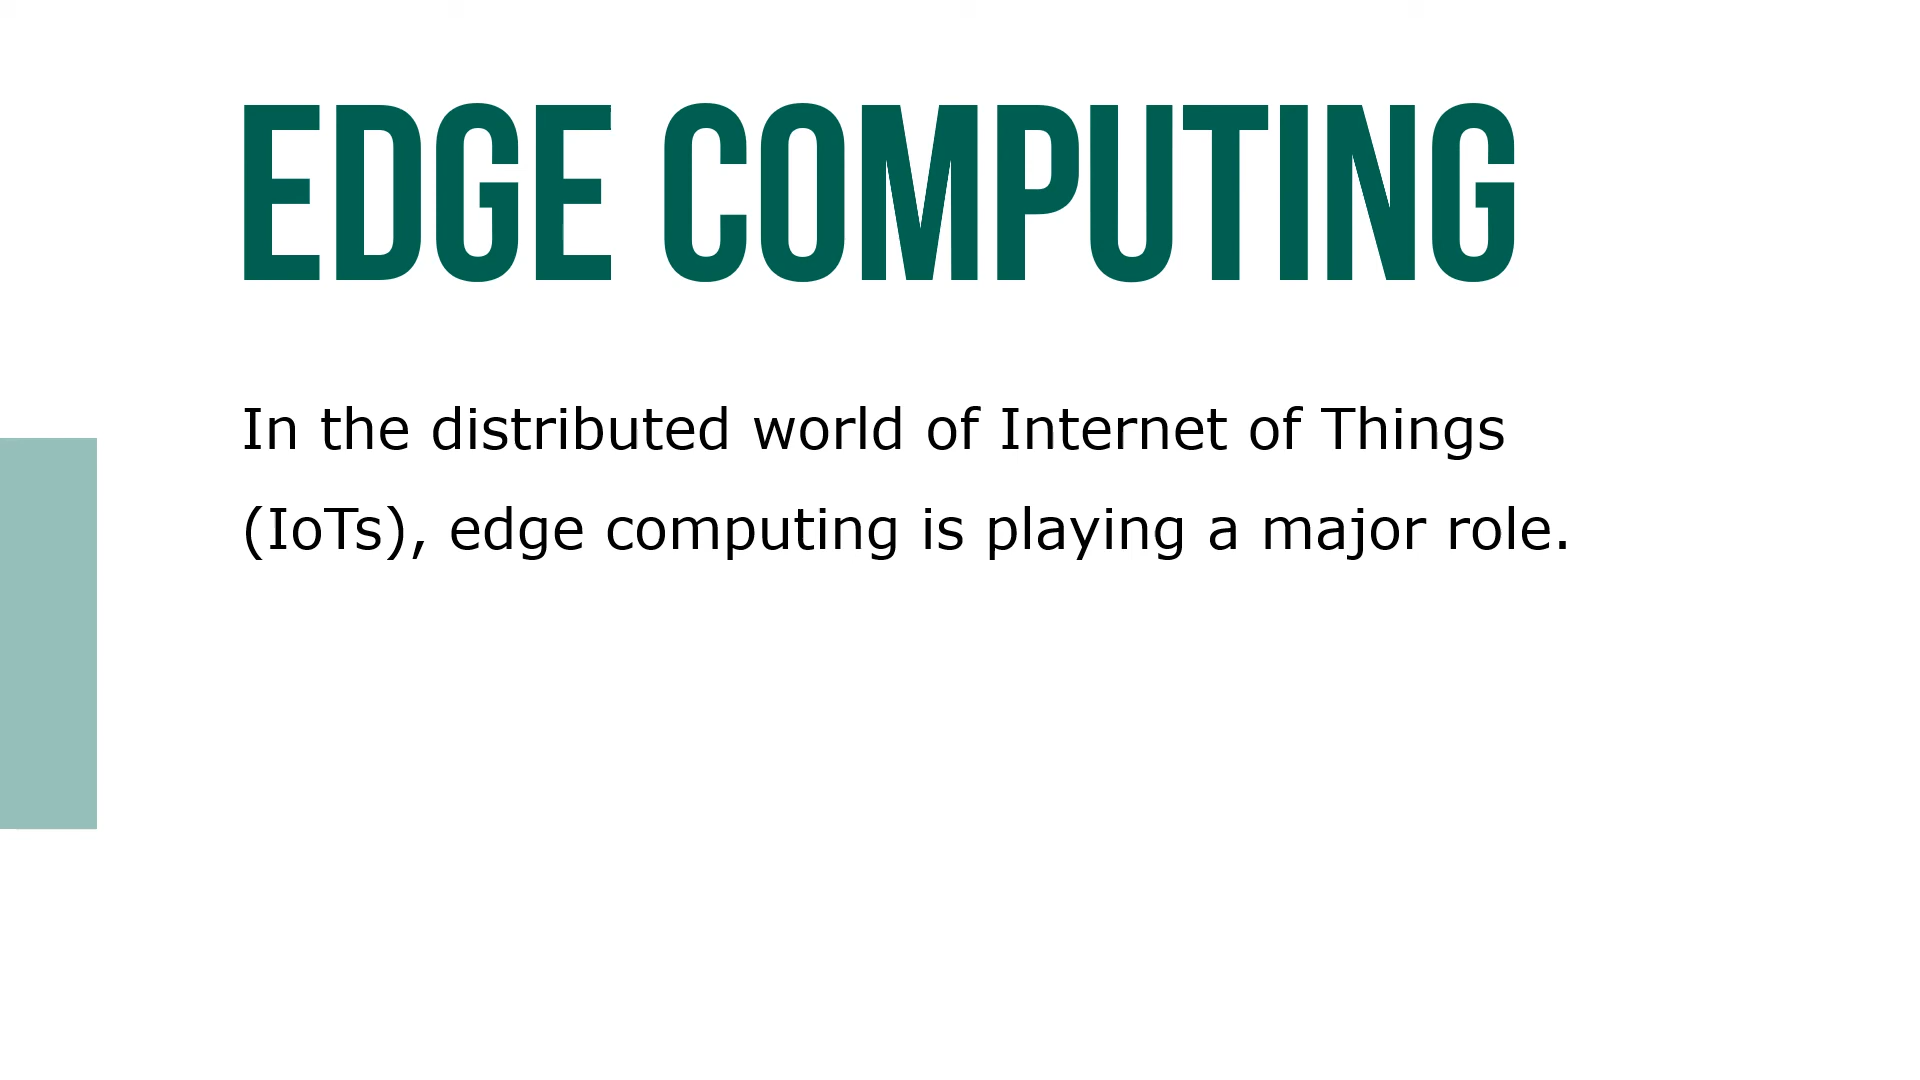 EDGE COMPUTING
In the distributed world of Internet of Things
(IoTs), edge computing is playing a major role.